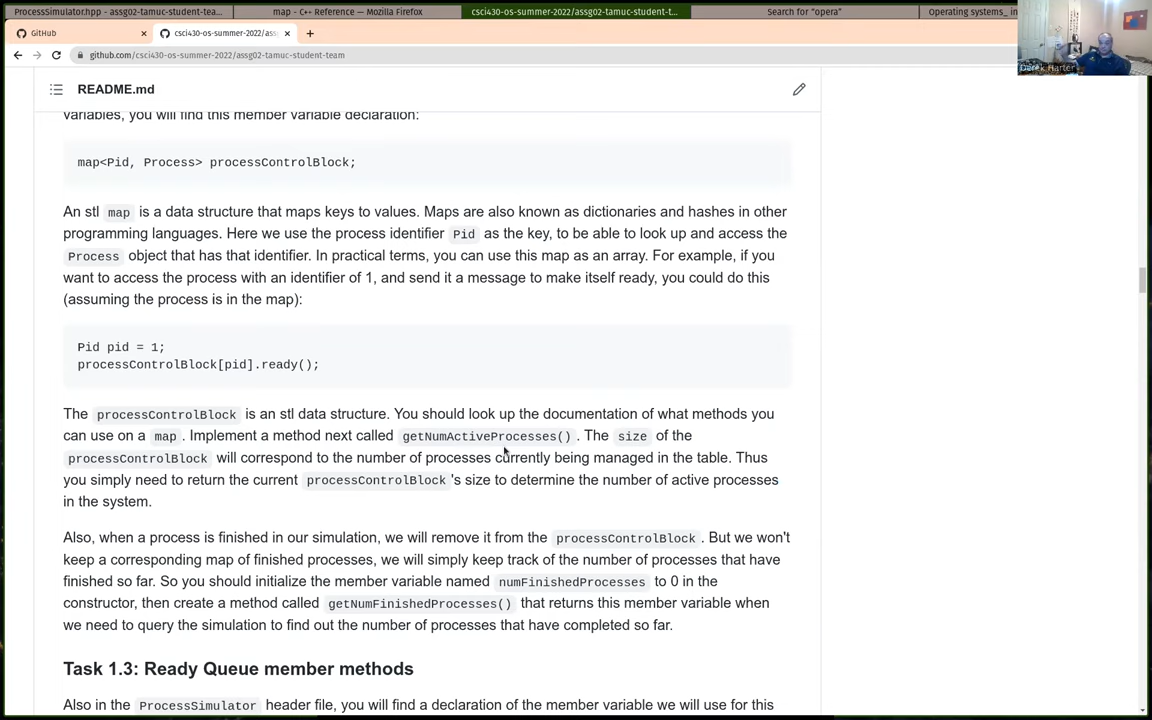 ProcessSimulator.hpp - assg02-tamuc-student-tea...
map - C++ Reference — Mozilla Firefox
csci430-os-summer-2022/assg02-tamuc-student-t...
Search for "opera"
Operating systems_ in
GitHub
csci430-os-summer-2022/assg
github.com/csci430-os-summer-2022/assg02-tamuc-student-team
Derek Harter
README.md
variables, you will find this member variable declaration:
map<Pid, Process> processControlBlock;
An stl map is a data structure that maps keys to values. Maps are also known as dictionaries and hashes in other
programming languages. Here we use the process identifier Pid as the key, to be able to look up and access the
Process object that has that identifier. In practical terms, you can use this map as an array. For example, if you
want to access the process with an identifier of 1, and send it a message to make itself ready, you could do this
(assuming the process is in the map):
Pid pid = 1;
processControlBlock[pid].ready();
The processControlBlock is an stl data structure. You should look up the documentation of what methods you
can use on a map . Implement a method next called getNumActiveProcesses() . The size of the
processControlBlock will correspond to the number of processes currently being managed in the table. Thus
you simply need to return the current processControlBlock 's size to determine the number of active processes
in the system.
Also, when a process is finished in our simulation, we will remove it from the processControlBlock . But we won't
keep a corresponding map of finished processes, we will simply keep track of the number of processes that have
finished so far. So you should initialize the member variable named numFinishedProcesses to 0 in the
constructor, then create a method called getNumFinishedProcesses() that returns this member variable when
we need to query the simulation to find out the number of processes that have completed so far.
Task 1.3: Ready Queue member methods
Also in the ProcessSimulator header file, you will find a declaration of the member variable we will use for this